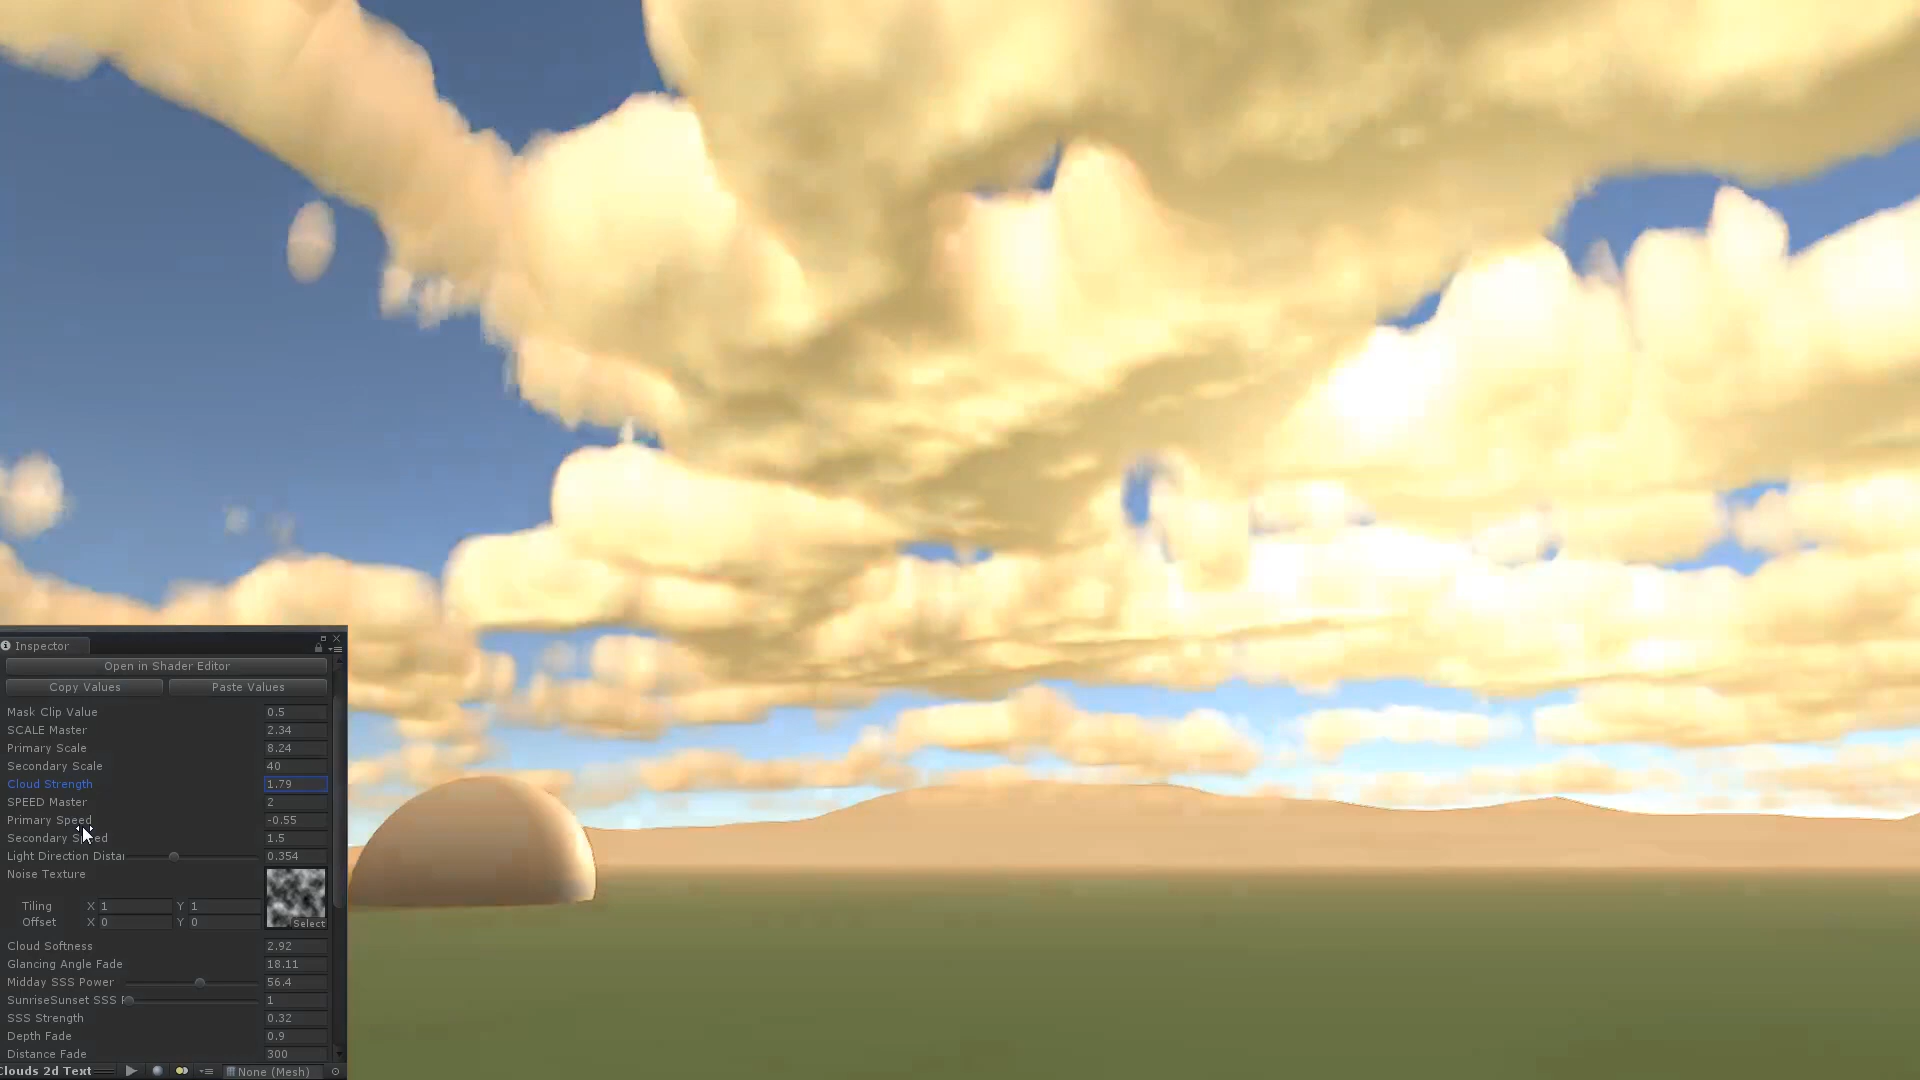 Inspector
Open in Shader Editor
Copy Values Paste Values
Mask Clip Value 0.5
SCALE Master 2.34
Primary Scale 8.24
Secondary Scale 40
Cloud Strength 1.79
SPEED Master 2
Primary Speed -0.55
Secondary Speed 1.5
Light Direction Distar 0.354
Noise Texture
Tiling X 1 Y 1
Offset X 0 Y 0
Select
Cloud Softness 2.92
Glancing Angle Fade 18.11
Midday SSS Power 56.4
SunriseSunset SSS P 1
SSS Strength 0.32
Depth Fade 0.9
Distance Fade 300
Clouds 2d Text None (Mesh)